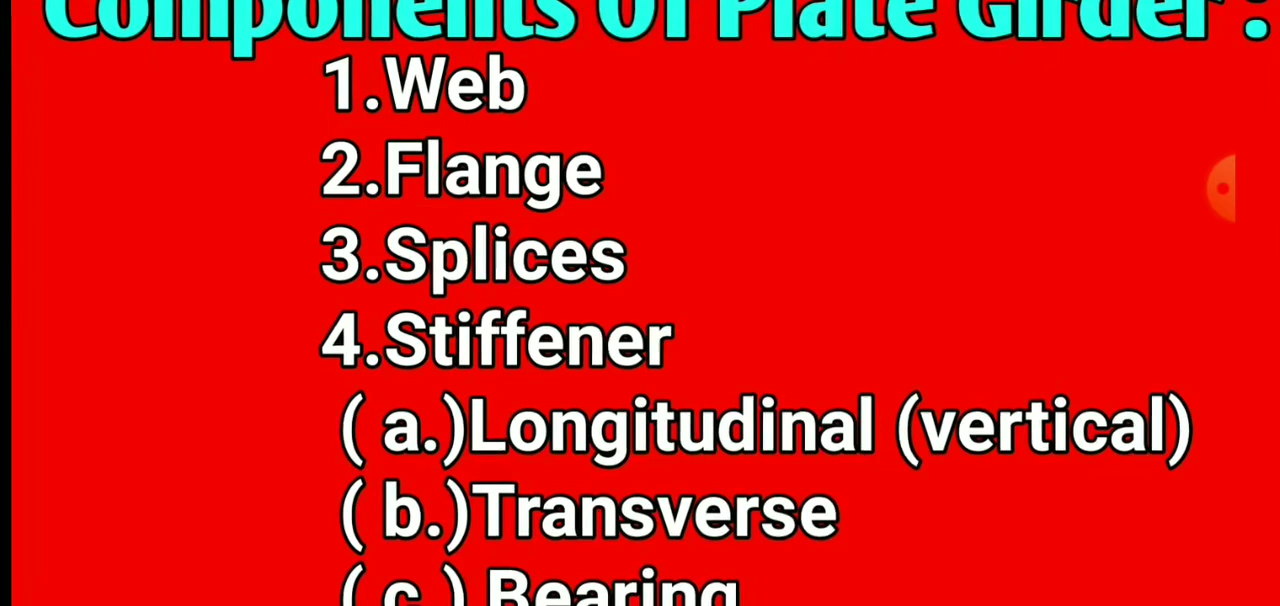 Components Of Plate Girder :
1.Web
2.Flange
3.Splices
4.Stiffener
( a.)Longitudinal (vertical)
( b.)Transverse
( c.) Bearing